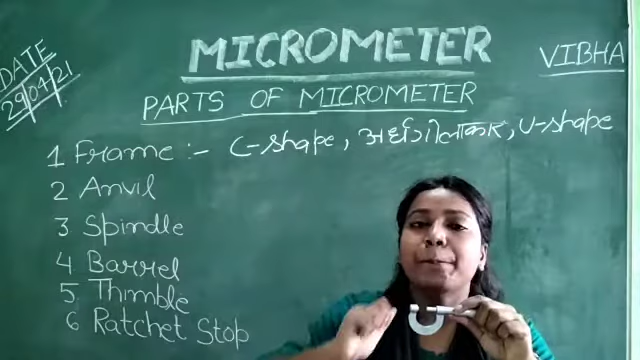 DATE
29/04/21
MICROMETER
VIBHA
PARTS OF MICROMETER
1 Frame :- C-shape, अर्धगोलाकार, U-shape
2 Anvil
3 Spindle
4 Barrel
5 Thimble
6 Ratchet Stop